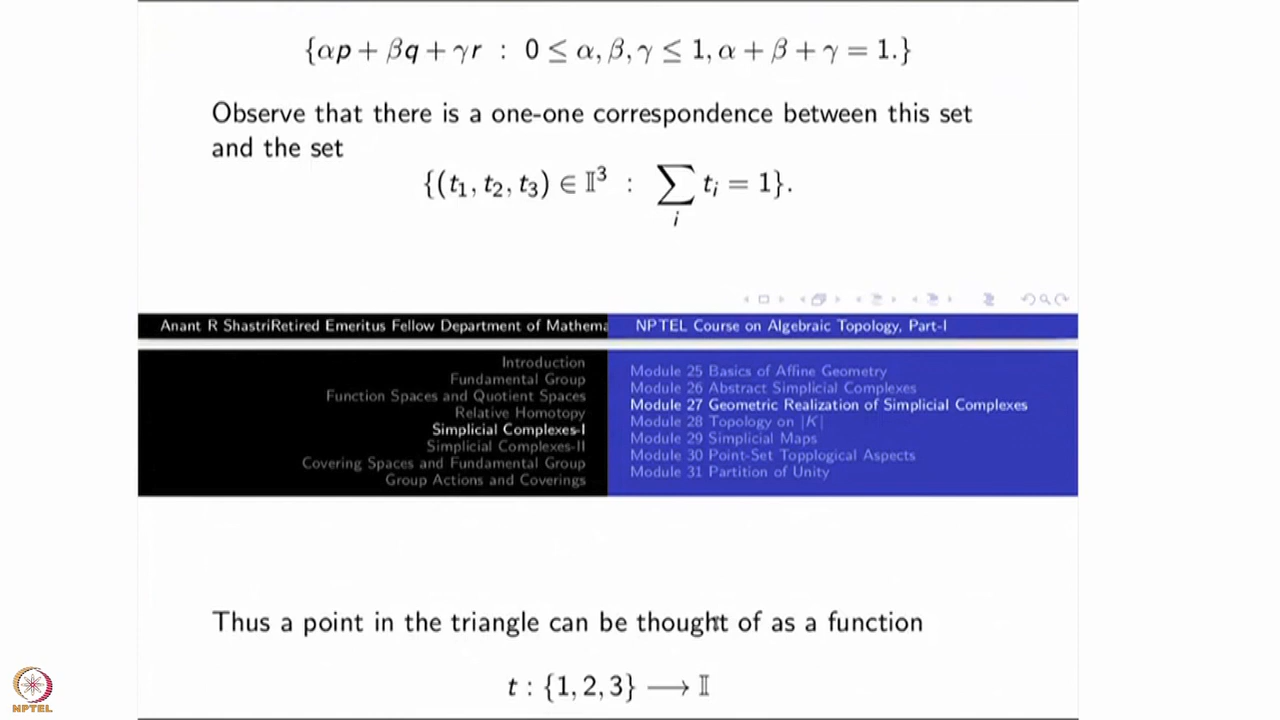 {αp + βq + γr : 0 ≤ α, β, γ ≤ 1, α + β + γ = 1.}
Observe that there is a one-one correspondence between this set
and the set
{(t₁, t₂, t₃) ∈ 𝕀³ : ∑ᵢ tᵢ = 1}.
Anant R ShastriRetired Emeritus Fellow Department of Mathema
NPTEL Course on Algebraic Topology, Part-I
Introduction
Fundamental Group
Function Spaces and Quotient Spaces
Relative Homotopy
Simplicial Complexes-I
Simplicial Complexes-II
Covering Spaces and Fundamental Group
Group Actions and Coverings
Module 25 Basics of Affine Geometry
Module 26 Abstract Simplicial Complexes
Module 27 Geometric Realization of Simplicial Complexes
Module 28 Topology on |K|
Module 29 Simplicial Maps
Module 30 Point-Set Topplogical Aspects
Module 31 Partition of Unity
Thus a point in the triangle can be thought of as a function
t : {1, 2, 3} ⟶ 𝕀
NPTEL